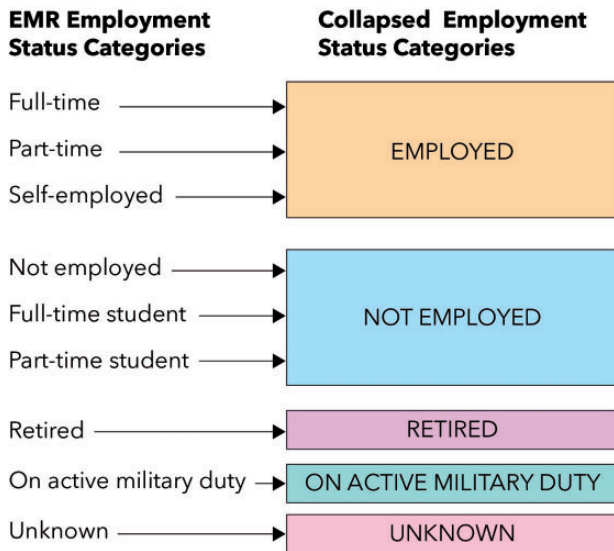 EMR Employment
Status Categories
Collapsed Employment
Status Categories
Full-time
Part-time
Self-employed
EMPLOYED
Not employed
Full-time student
Part-time student
NOT EMPLOYED
Retired
RETIRED
On active military duty
ON ACTIVE MILITARY DUTY
Unknown
UNKNOWN